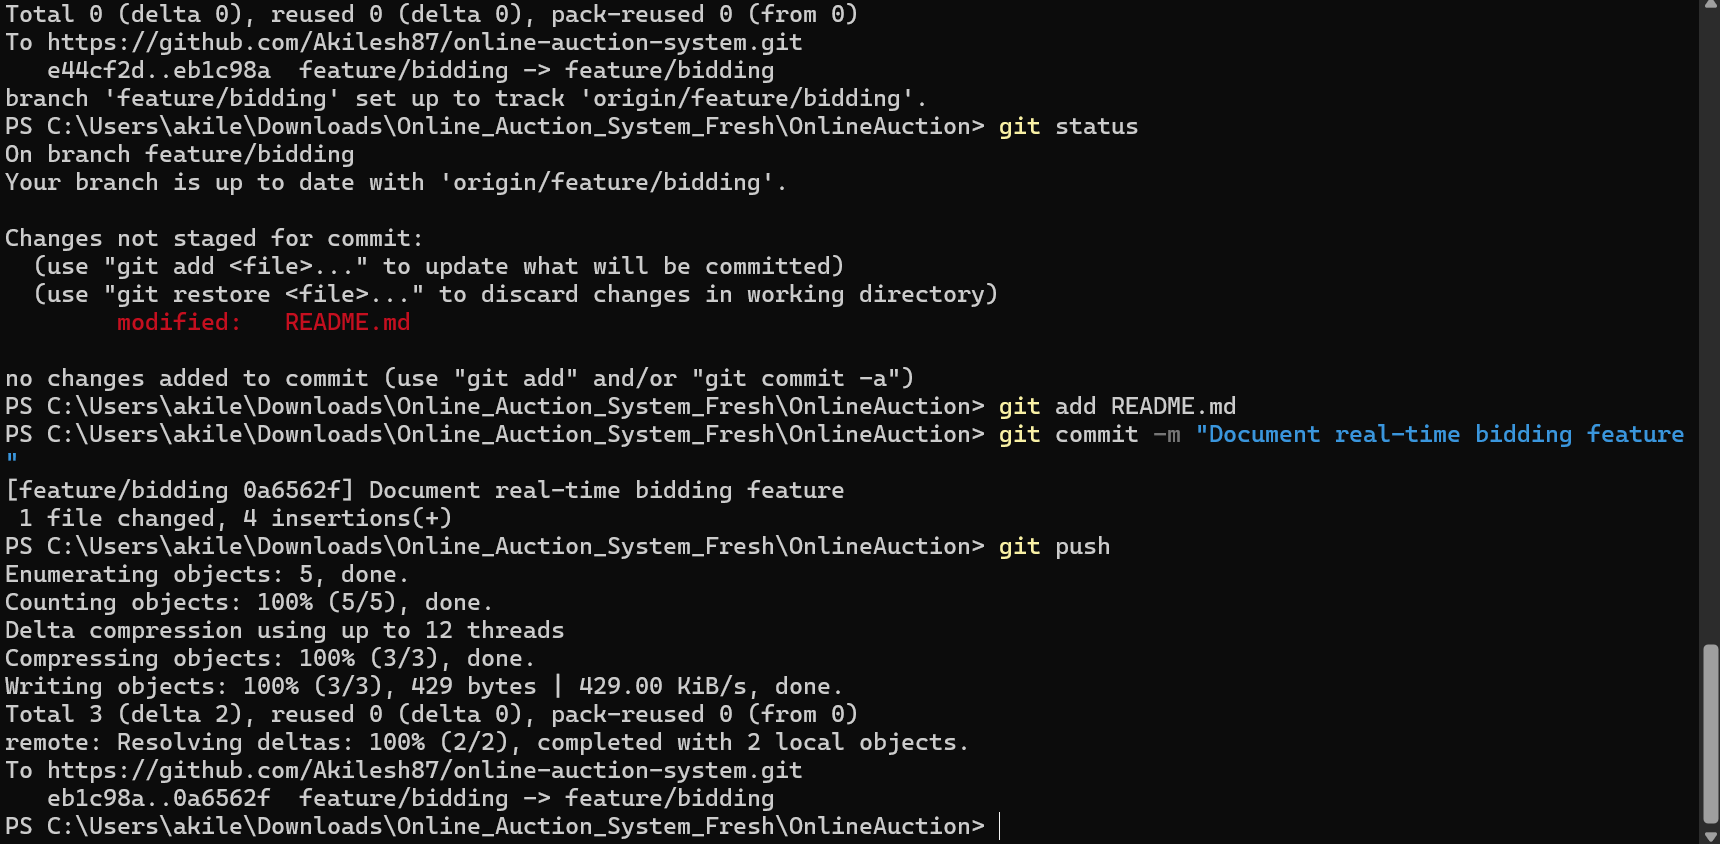 Total 0 (delta 0), reused 0 (delta 0), pack-reused 0 (from 0)
To https://github.com/Akilesh87/online-auction-system.git
   e44cf2d..eb1c98a  feature/bidding -> feature/bidding
branch 'feature/bidding' set up to track 'origin/feature/bidding'.
PS C:\Users\akile\Downloads\Online_Auction_System_Fresh\OnlineAuction> git status
On branch feature/bidding
Your branch is up to date with 'origin/feature/bidding'.

Changes not staged for commit:
  (use "git add <file>..." to update what will be committed)
  (use "git restore <file>..." to discard changes in working directory)
        modified:   README.md

no changes added to commit (use "git add" and/or "git commit -a")
PS C:\Users\akile\Downloads\Online_Auction_System_Fresh\OnlineAuction> git add README.md
PS C:\Users\akile\Downloads\Online_Auction_System_Fresh\OnlineAuction> git commit -m "Document real-time bidding feature
"
[feature/bidding 0a6562f] Document real-time bidding feature
 1 file changed, 4 insertions(+)
PS C:\Users\akile\Downloads\Online_Auction_System_Fresh\OnlineAuction> git push
Enumerating objects: 5, done.
Counting objects: 100% (5/5), done.
Delta compression using up to 12 threads
Compressing objects: 100% (3/3), done.
Writing objects: 100% (3/3), 429 bytes | 429.00 KiB/s, done.
Total 3 (delta 2), reused 0 (delta 0), pack-reused 0 (from 0)
remote: Resolving deltas: 100% (2/2), completed with 2 local objects.
To https://github.com/Akilesh87/online-auction-system.git
   eb1c98a..0a6562f  feature/bidding -> feature/bidding
PS C:\Users\akile\Downloads\Online_Auction_System_Fresh\OnlineAuction>